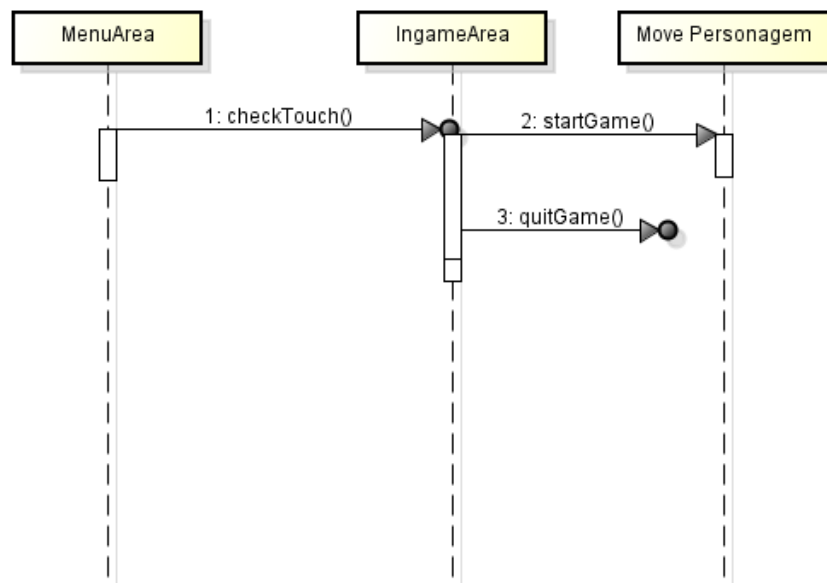 MenuArea
IngameArea
Move Personagem
1: checkTouch()
2: startGame()
3: quitGame()